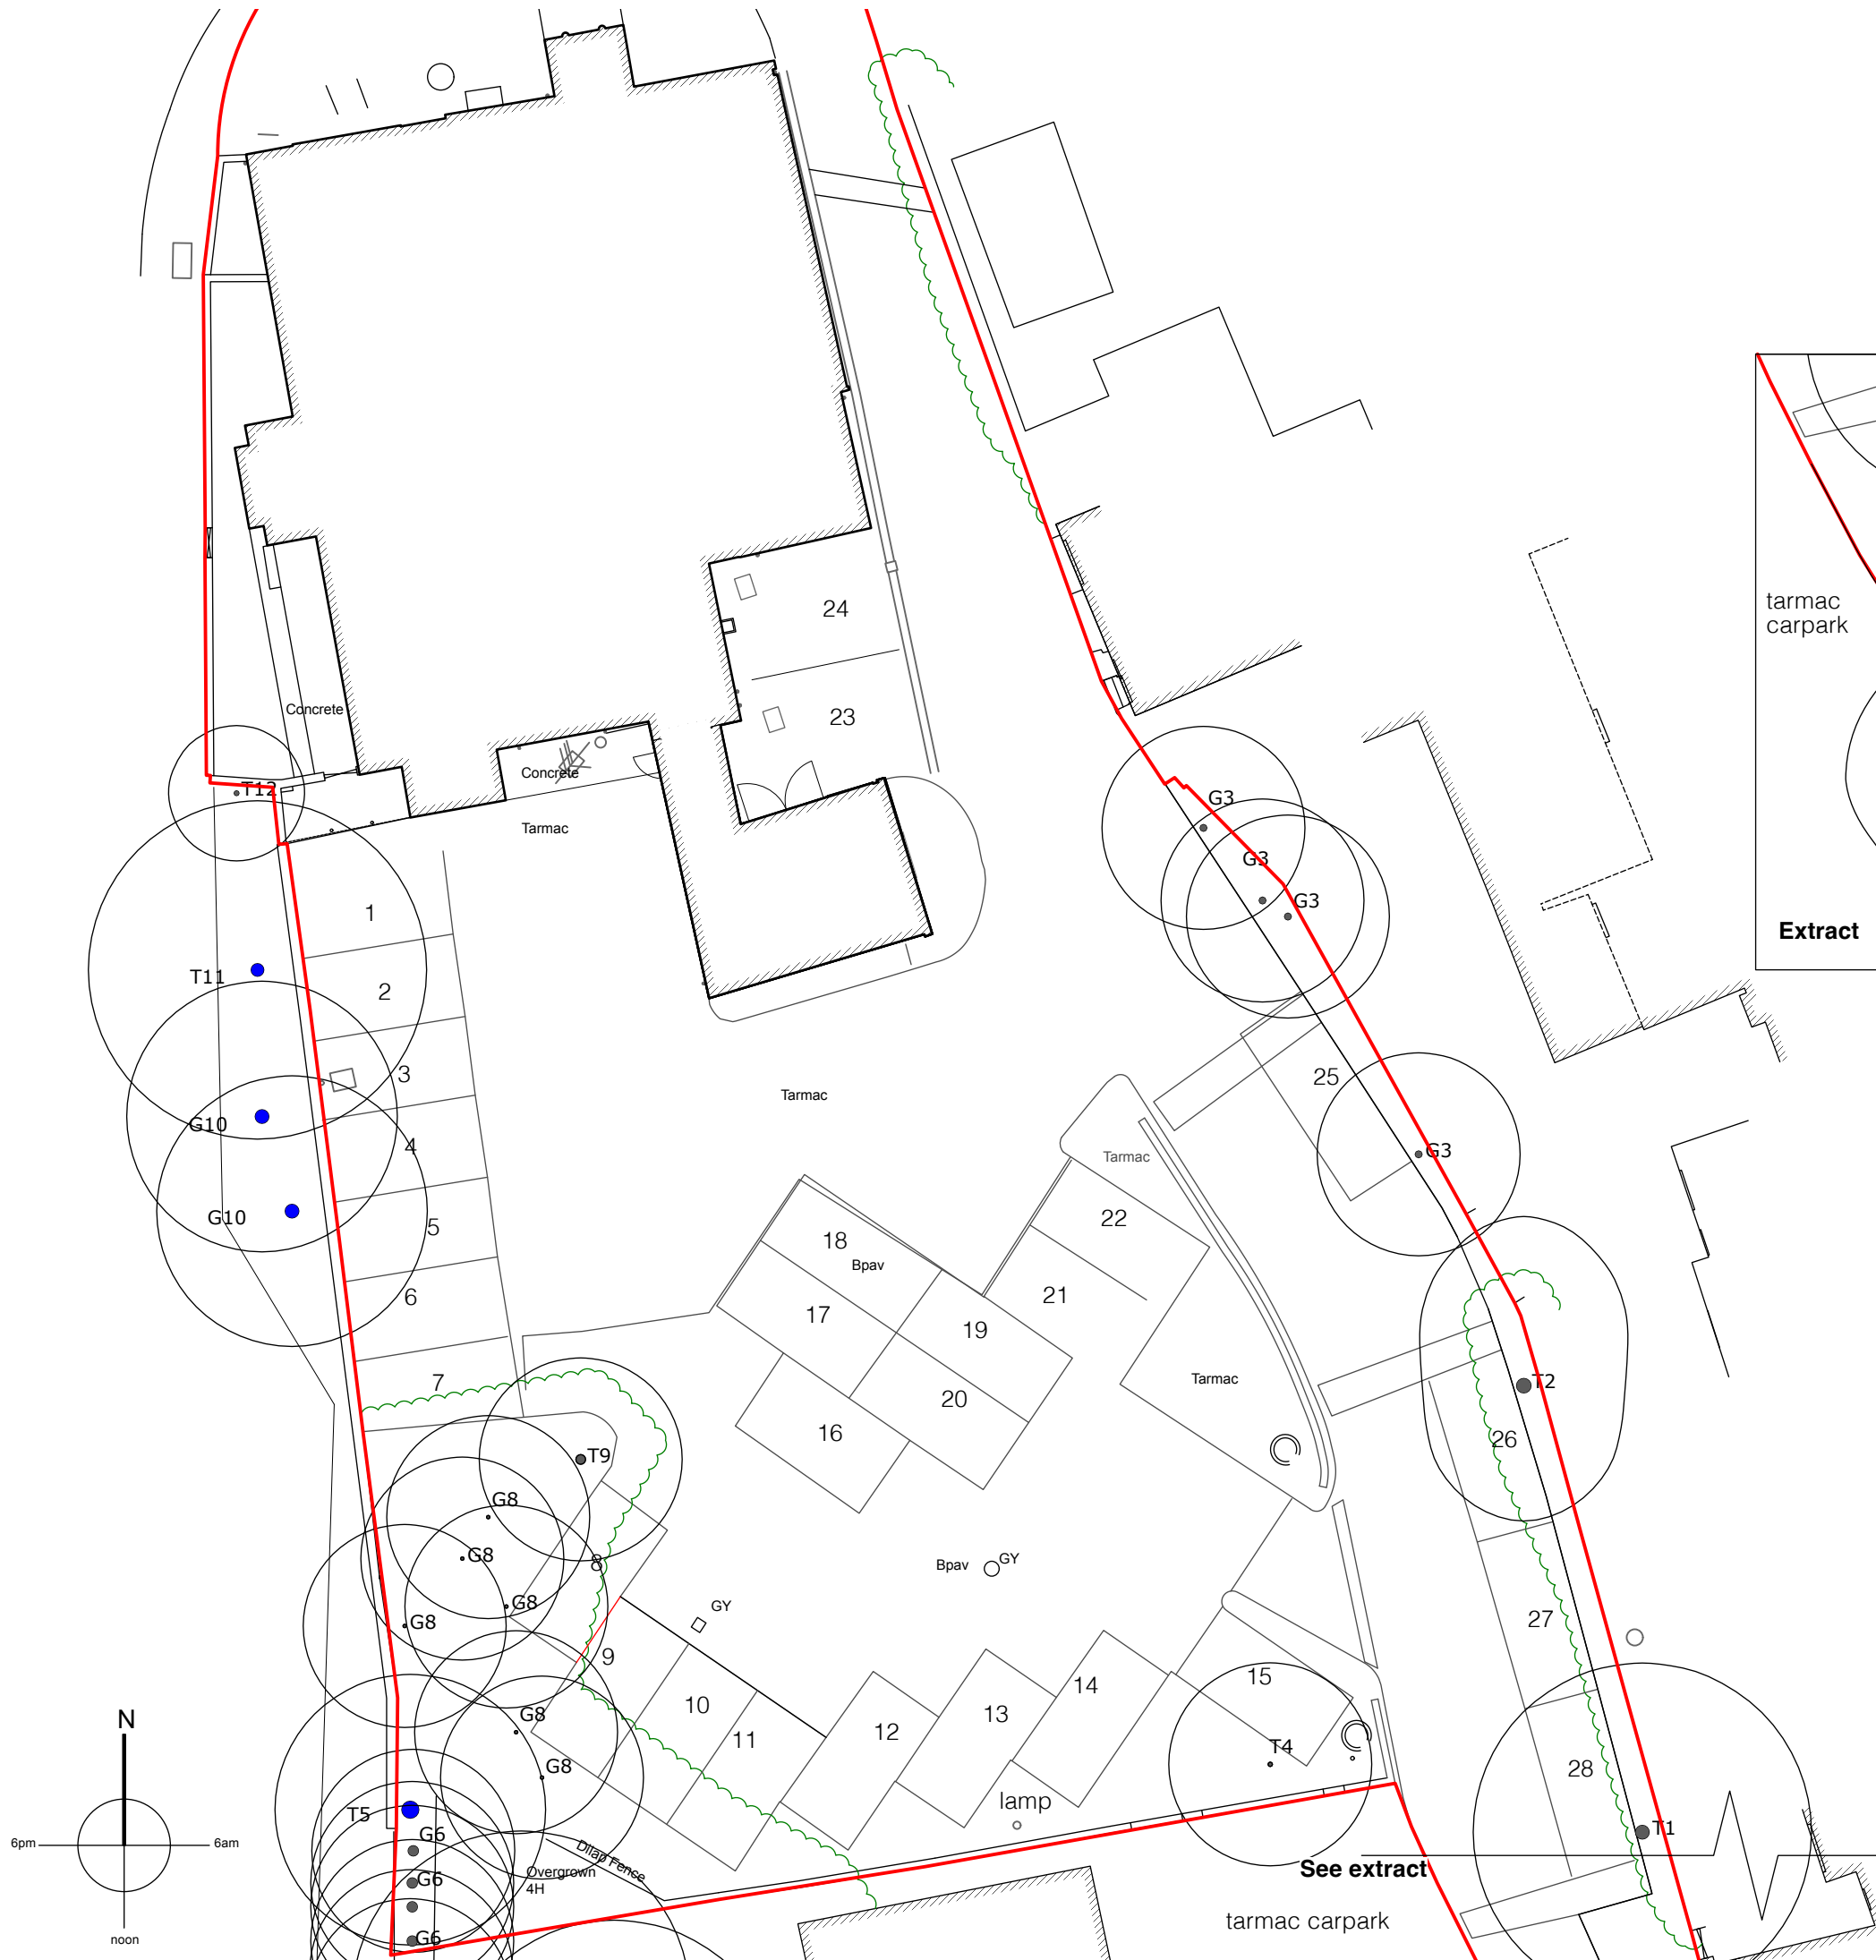 24
tarmac
carpark
23
Concrete
Concrete
T12
G3
Tarmac
G3
G3
1
Extract
T11
2
3
25
Tarmac
G10
4
G3
Tarmac
G10
5
22
18
Bpav
6
21
17
19
7
Tarmac
T2
20
16
26
T9
G8
G8
8
Bpav
GY
G8
GY
G8
27
9
15
14
10
G8
13
N
12
11
T4
G8
28
lamp
T5
T1
G6
6pm
6am
See extract
Dilap Fence
Overgrown
4H
G6
tarmac carpark
G6
noon